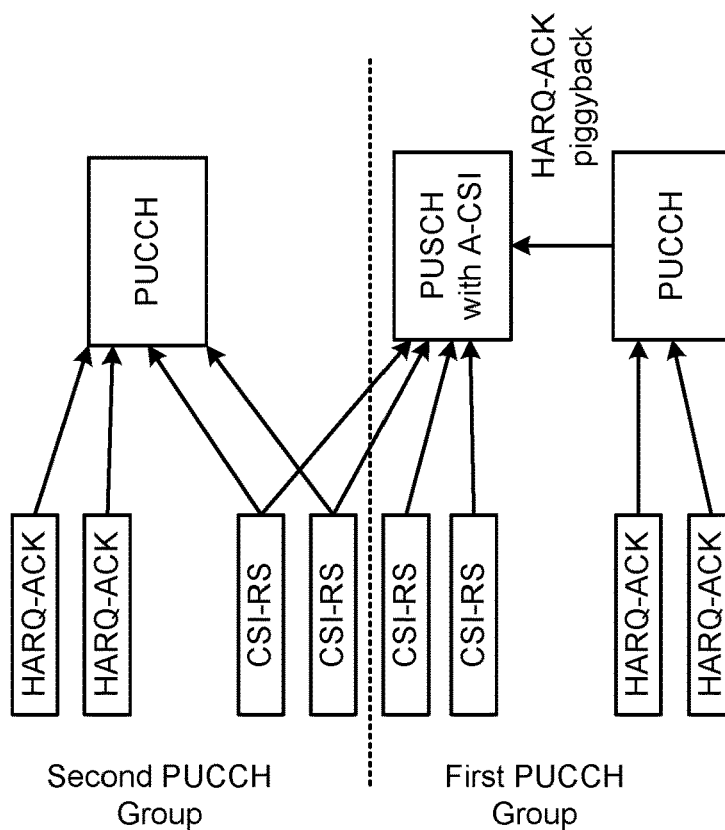 HARQ-ACK
piggyback
PUCCH
PUSCH
with A-CSI
PUCCH
HARQ-ACK
HARQ-ACK
CSI-RS
CSI-RS
CSI-RS
CSI-RS
HARQ-ACK
HARQ-ACK
Second PUCCH
Group
First PUCCH
Group